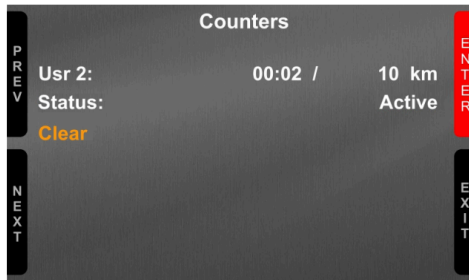 Counters
PREV
ENTER
Usr 2: 00:02 / 10 km
Status: Active
Clear
NEXT
EXIT